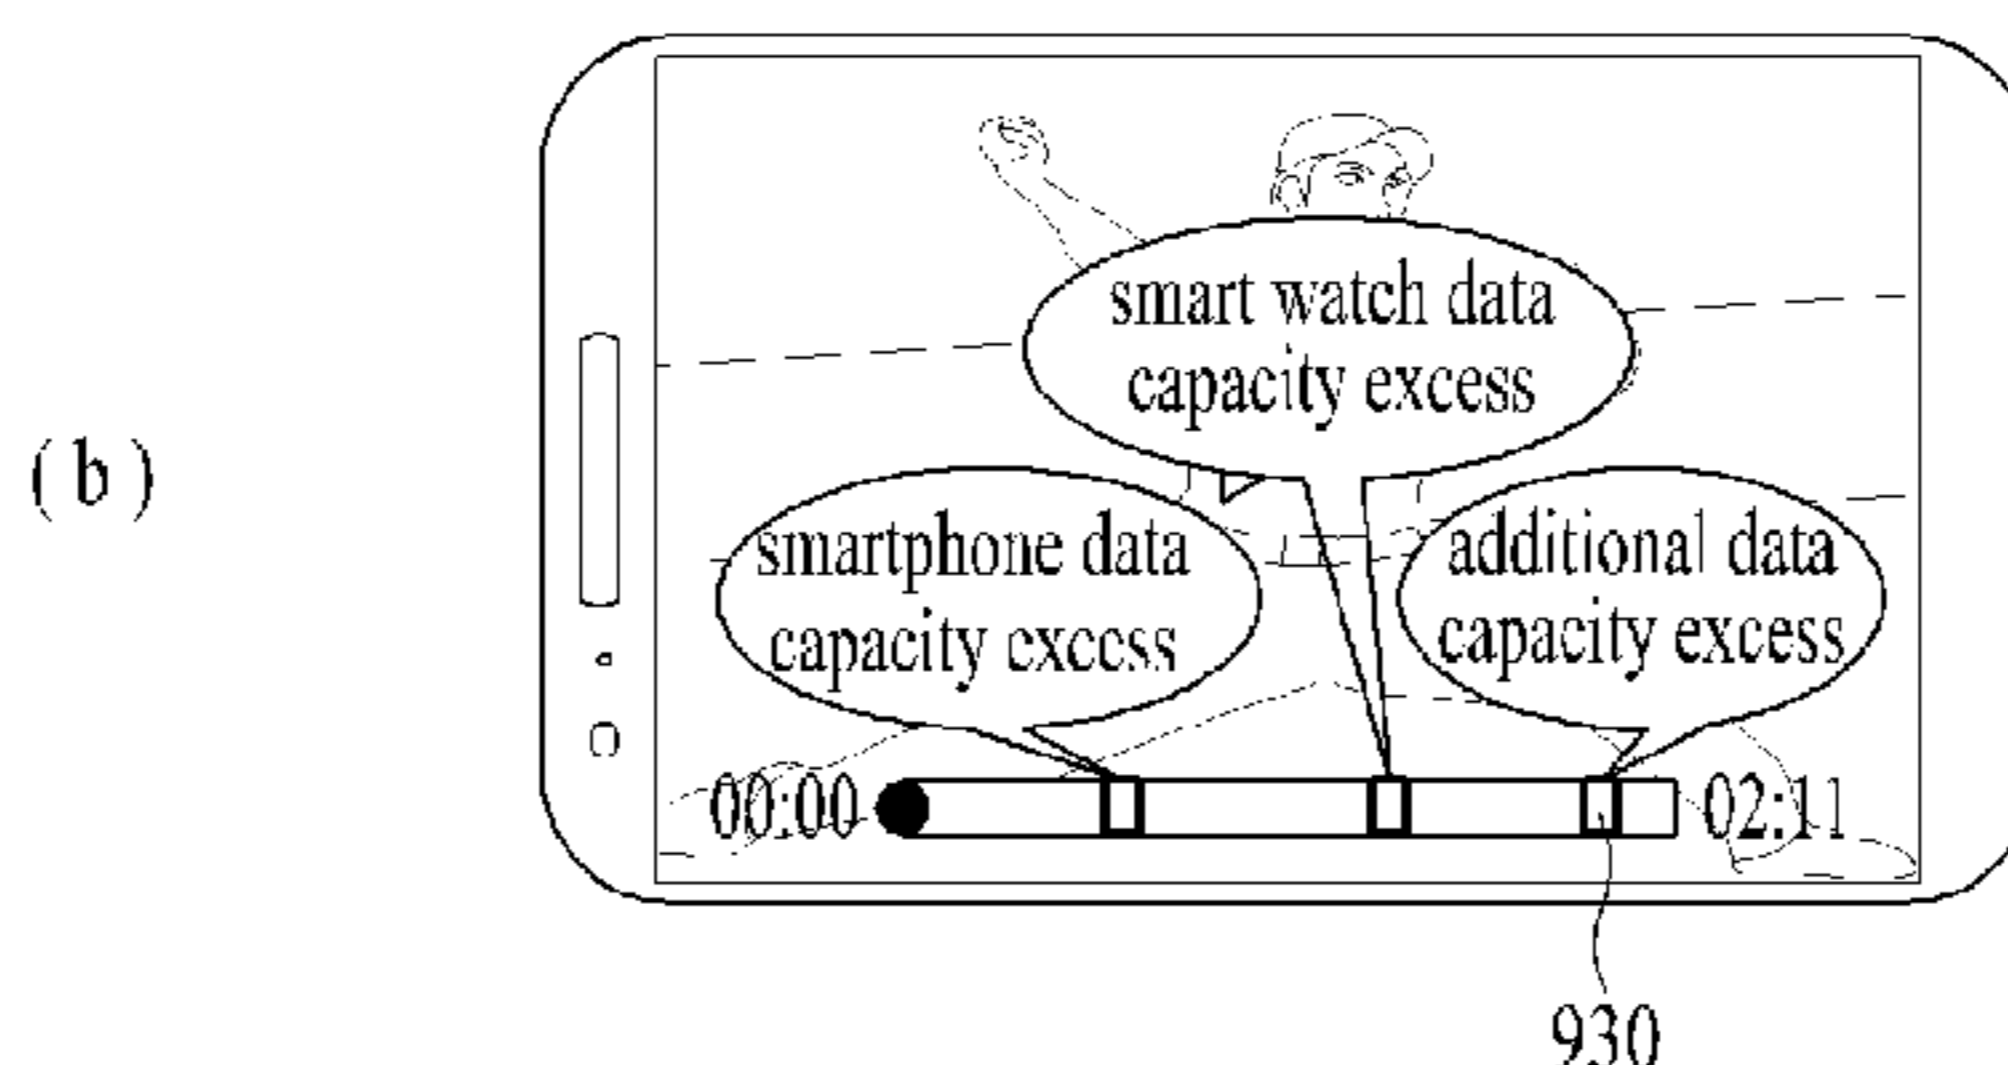 smart watch data
capacity excess
( b )
smartphone data
capacity excess
additional data
capacity excess
00:00
02:11
930